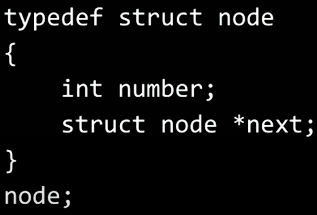 typedef struct node
{
    int number;
    struct node *next;
}
node;